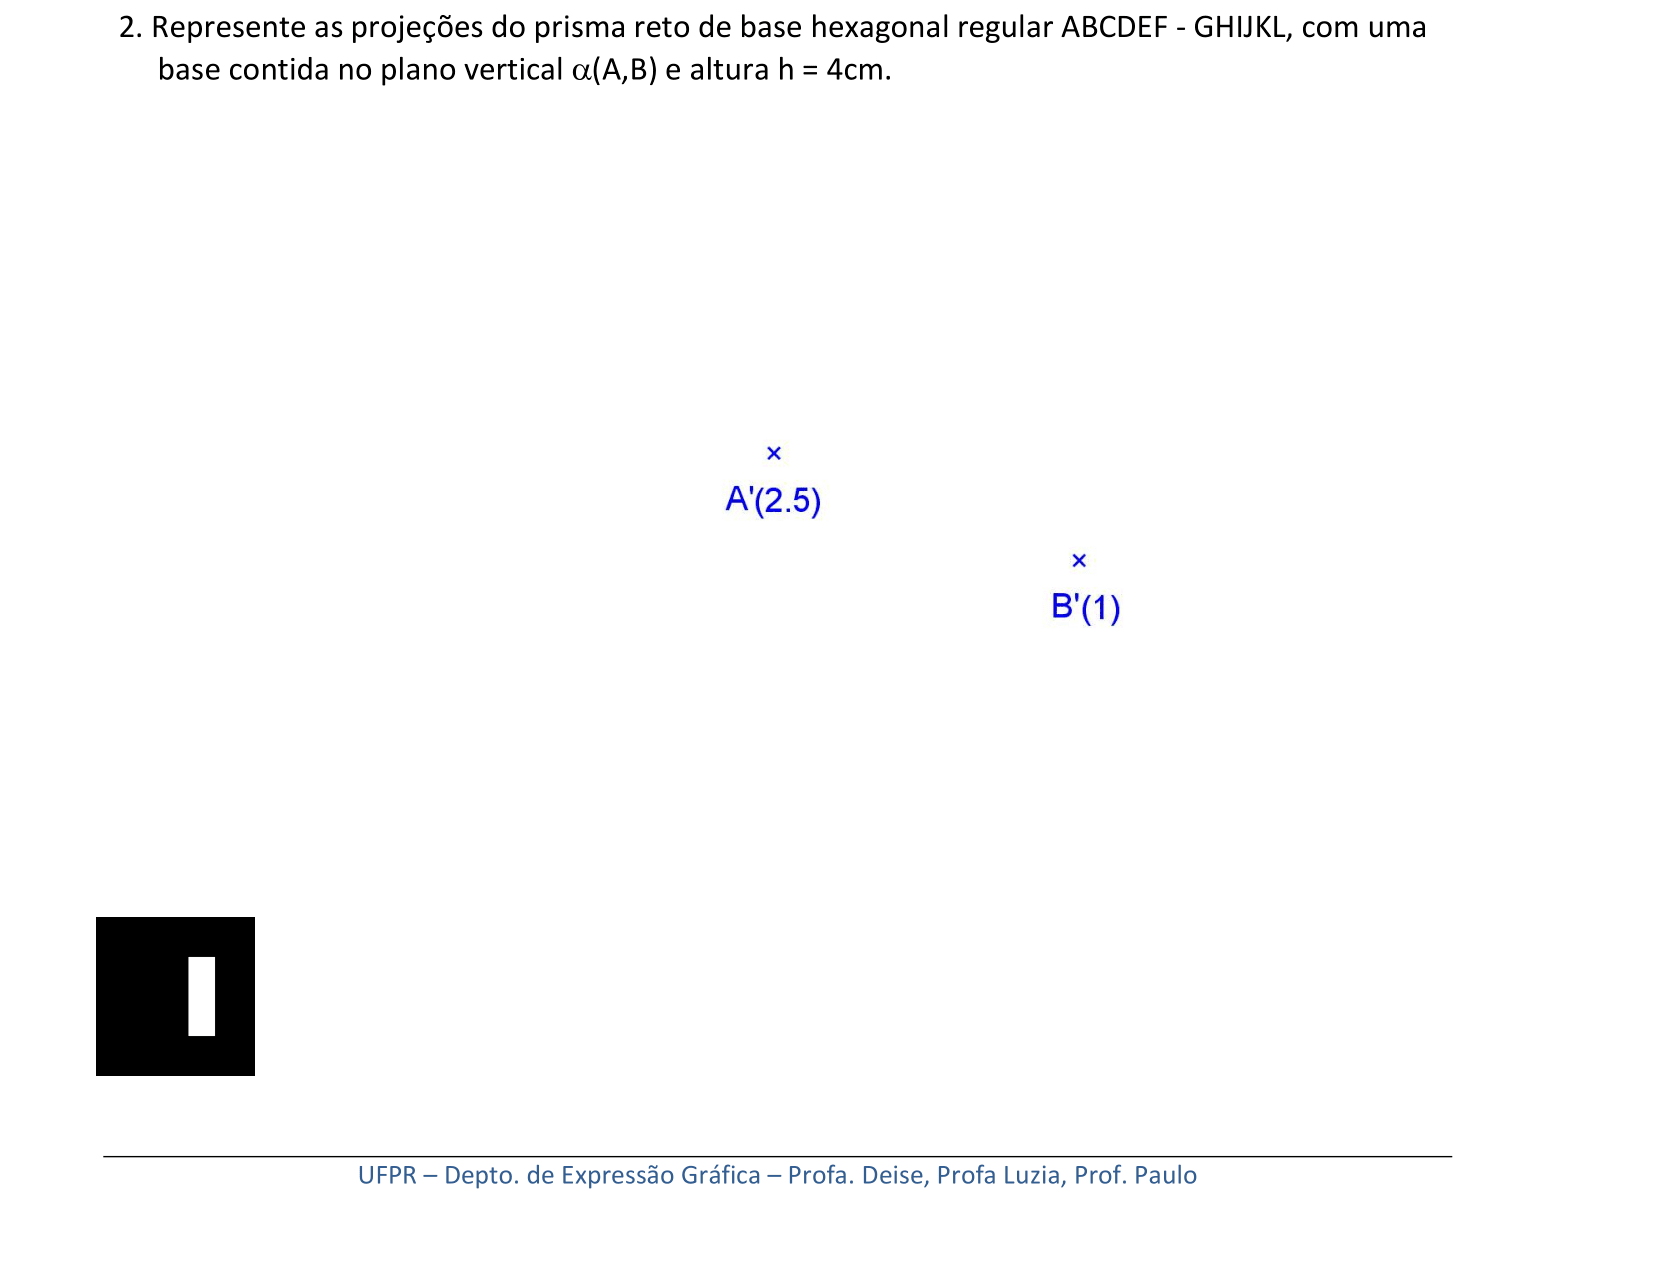 2. Represente as projeções do prisma reto de base hexagonal regular ABCDEF - GHIJKL, com uma
base contida no plano vertical α(A,B) e altura h = 4cm.
A'(2.5)
B'(1)
UFPR – Depto. de Expressão Gráfica – Profa. Deise, Profa Luzia, Prof. Paulo